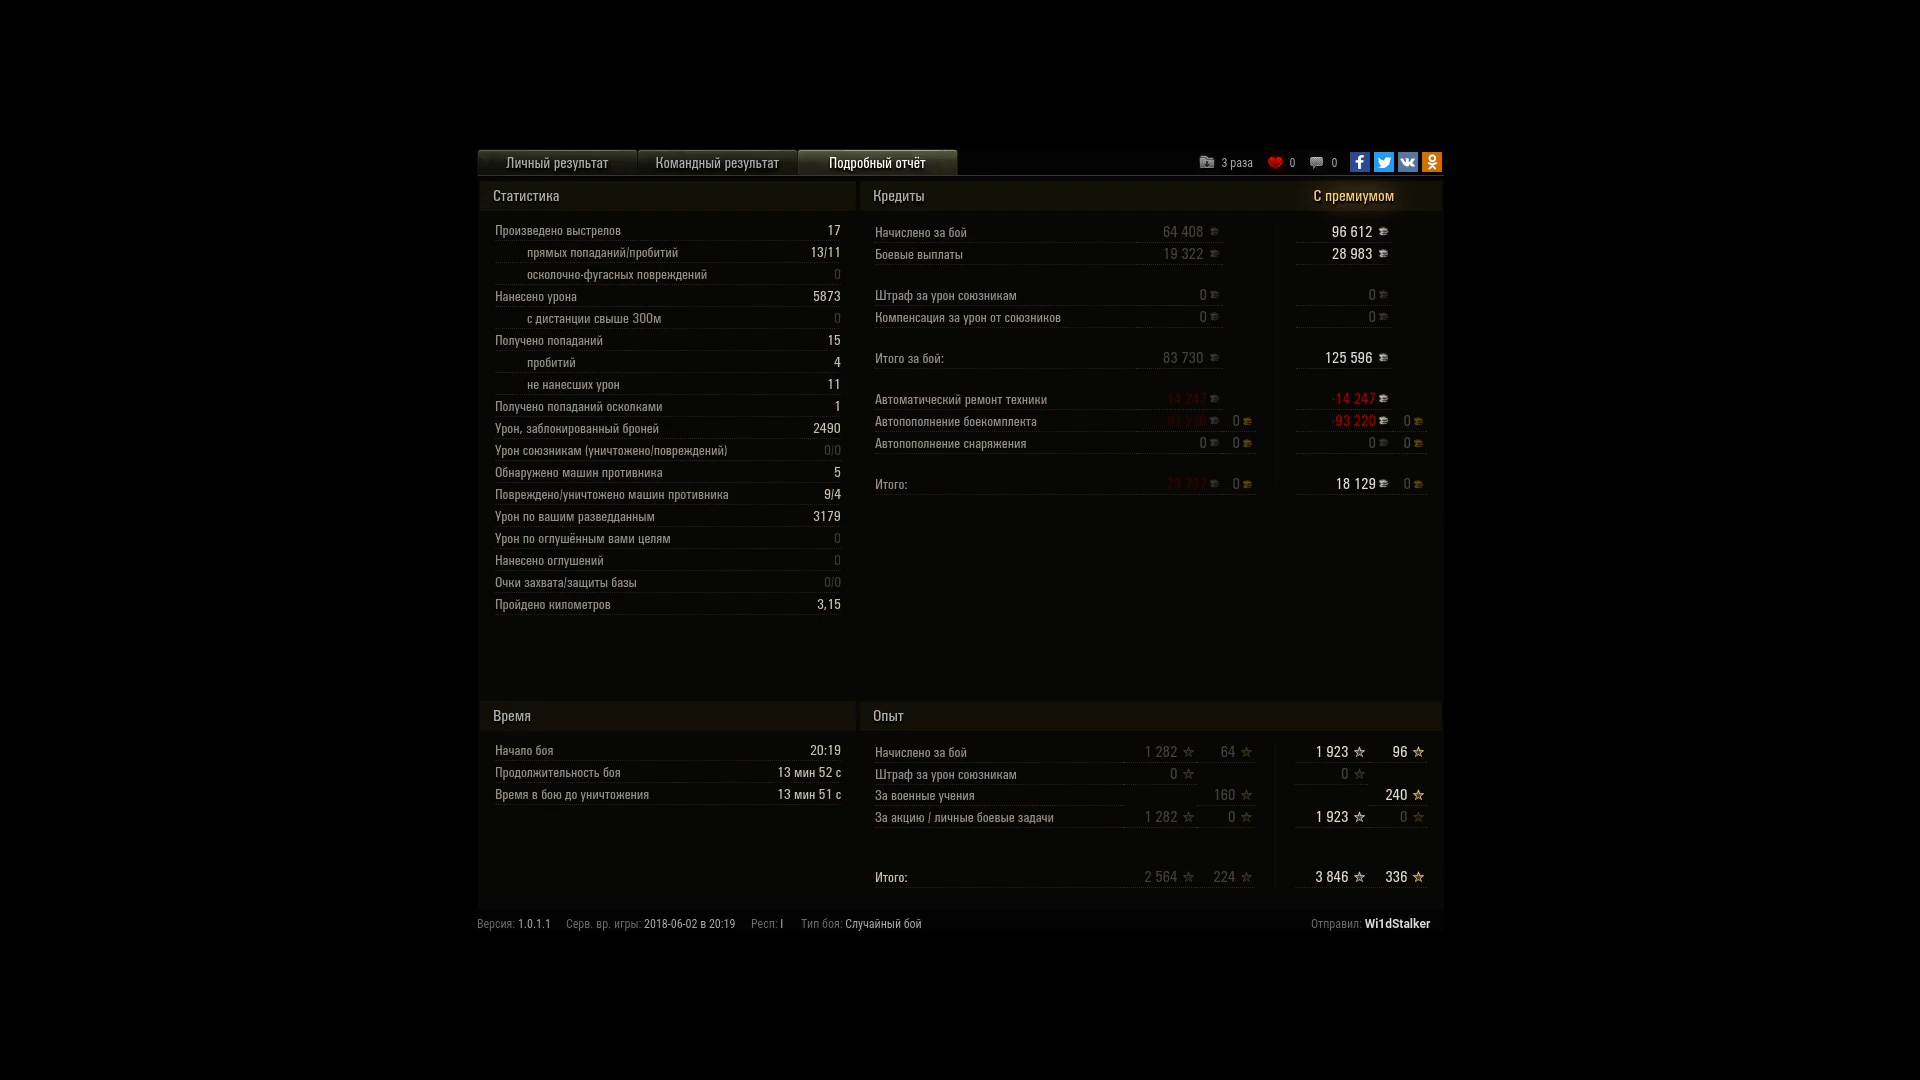 Личный результат Командный результат Подробный отчёт 3 раза 0 0
Статистика
Произведено выстрелов 17
прямых попаданий/пробитий 13/11
осколочно-фугасных повреждений 0
Нанесено урона 5873
с дистанции свыше 300м 0
Получено попаданий 15
пробитий 4
не нанесших урон 11
Получено попаданий осколками 1
Урон, заблокированный броней 2490
Урон союзникам (уничтожено/повреждений) 0/0
Обнаружено машин противника 5
Повреждено/уничтожено машин противника 9/4
Урон по вашим разведданным 3179
Урон по оглушённым вами целям 0
Нанесено оглушений 0
Очки захвата/защиты базы 0/0
Пройдено километров 3,15
Кредиты С премиумом
Начислено за бой 64 408 96 612
Боевые выплаты 19 322 28 983
Штраф за урон союзникам 0 0
Компенсация за урон от союзников 0 0
Итого за бой: 83 730 125 596
Автоматический ремонт техники -14 247 -14 247
Автопополнение боекомплекта 0 -93 220 0
Автопополнение снаряжения 0 0 0 0
Итого: 0 18 129 0
Время
Начало боя 20:19
Продолжительность боя 13 мин 52 с
Время в бою до уничтожения 13 мин 51 с
Опыт
Начислено за бой 1 282 64 1 923 96
Штраф за урон союзникам 0 0
За военные учения 160 240
За акцию / личные боевые задачи 1 282 0 1 923 0
Итого: 2 564 224 3 846 336
Версия: 1.0.1.1 Серв. вр. игры: 2018-06-02 в 20:19 Респ: I Тип боя: Случайный бой Отправил: Wi1dStalker